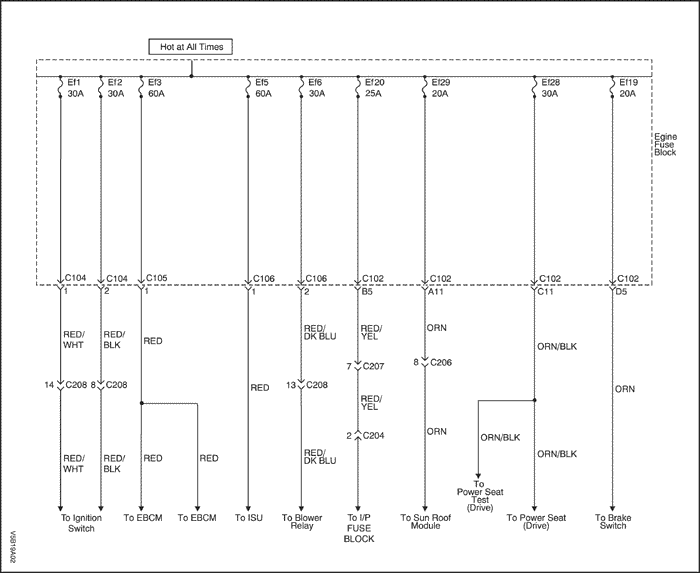 Hot at All Times
Ef1 Ef2 Ef3 Ef5 Ef6 Ef20 Ef29 Ef28 Ef19
30A 30A 60A 60A 30A 25A 20A 30A 20A
Egine
Fuse
Block
C104 C104 C105 C106 C106 C102 C102 C102 C102
1 2 1 1 2 B5 A11 C11 D5
RED/
WHT
RED/
BLK
RED
RED/
DK BLU
RED/
YEL
ORN
ORN/BLK
7 C207
8 C206
14 C208 8 C208 RED 13 C208 ORN
RED/
YEL
2 C204
ORN
ORN/BLK
ORN/BLK
RED/
WHT
RED/
BLK
RED
RED
RED/
DK BLU
To
Power Seat
Test
(Drive)
To Ignition
Switch
To EBCM
To EBCM
To ISU
To Blower
Relay
To I/P
FUSE
BLOCK
To Sun Roof
Module
To Power Seat
(Drive)
To Brake
Switch
V5B19A02